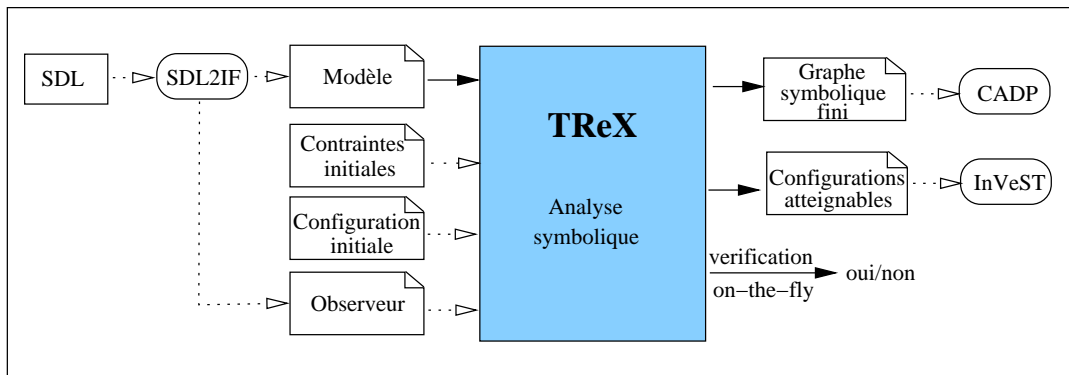 SDL
SDL2IF
Modèle
Contraintes
initiales
Configuration
initiale
Observeur
TReX
Analyse
symbolique
Graphe
symbolique
fini
CADP
Configurations
atteignables
InVeST
verification
on−the−fly
oui/non